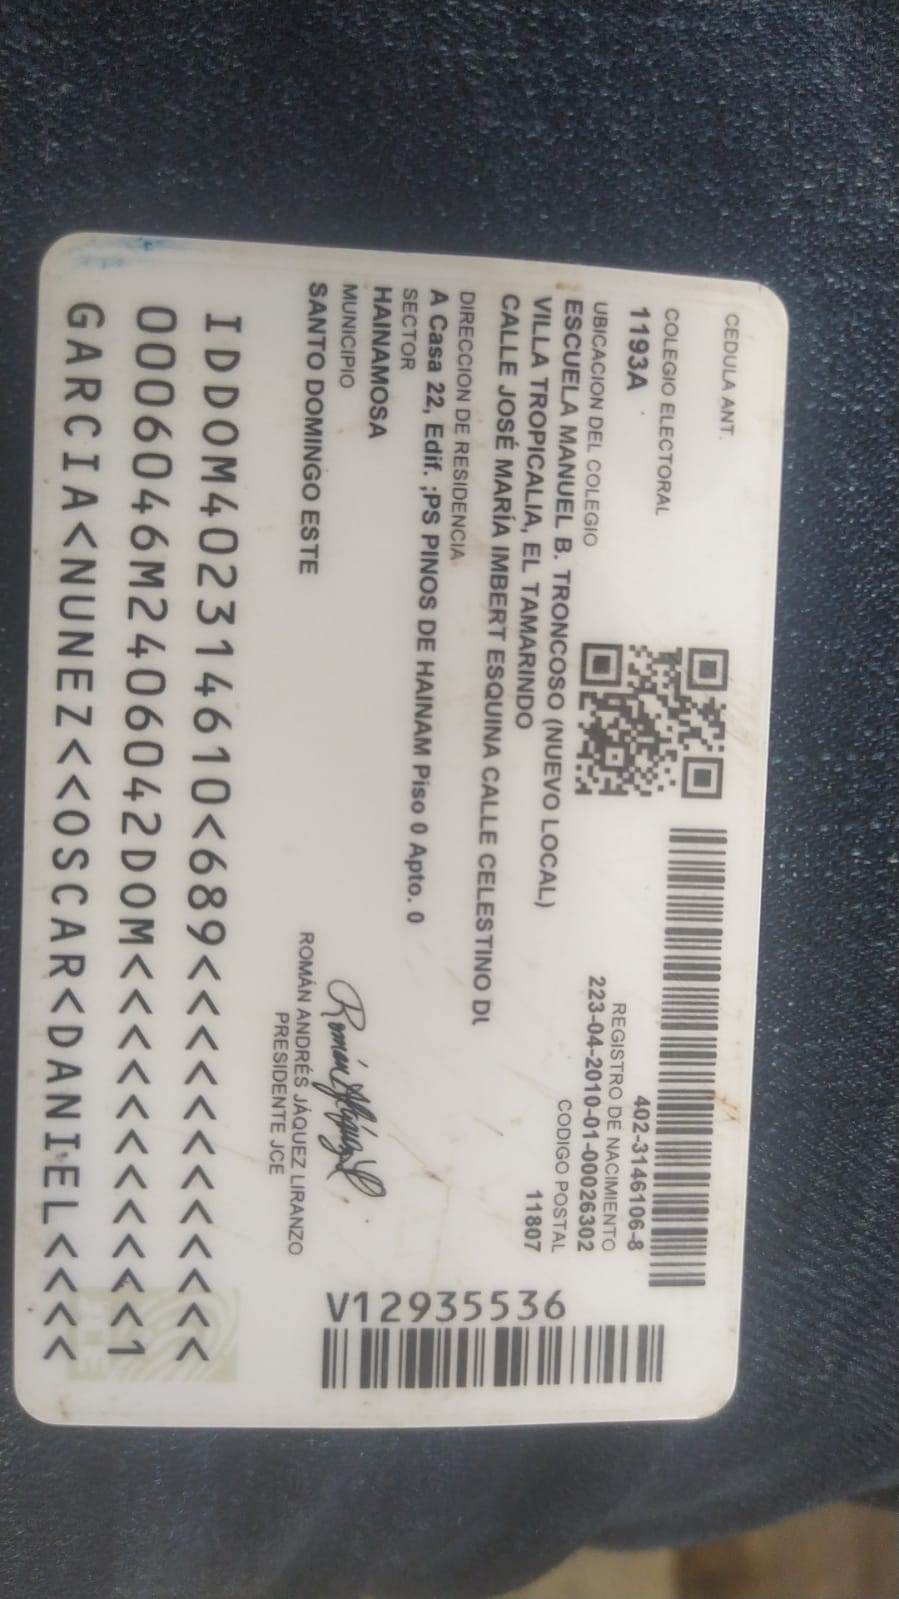 CEDULA ANT.
COLEGIO ELECTORAL
1193A
UBICACION DEL COLEGIO
ESCUELA MANUEL B. TRONCOSO (NUEVO LOCAL)
VILLA TROPICALIA, EL TAMARINDO
CALLE JOSÉ MARÍA IMBERT ESQUINA CALLE CELESTINO DU
DIRECCION DE RESIDENCIA
A Casa 22, Edif. ;PS PINOS DE HAINAM Piso 0 Apto. 0
SECTOR
HAINAMOSA
MUNICIPIO
SANTO DOMINGO ESTE
402-3146106-8
REGISTRO DE NACIMIENTO
223-04-2010-01-00026302
CODIGO POSTAL
11807
V129355536
ROMÁN ANDRÉS JÁQUEZ LIRANZO
PRESIDENTE JCE
IDDOM402314610<689<<<<<<<<<<<<
0006046M2406042DOM<<<<<<<<<<<1
GARCIA<NUNEZ<<OSCAR<DANIEL<<<<